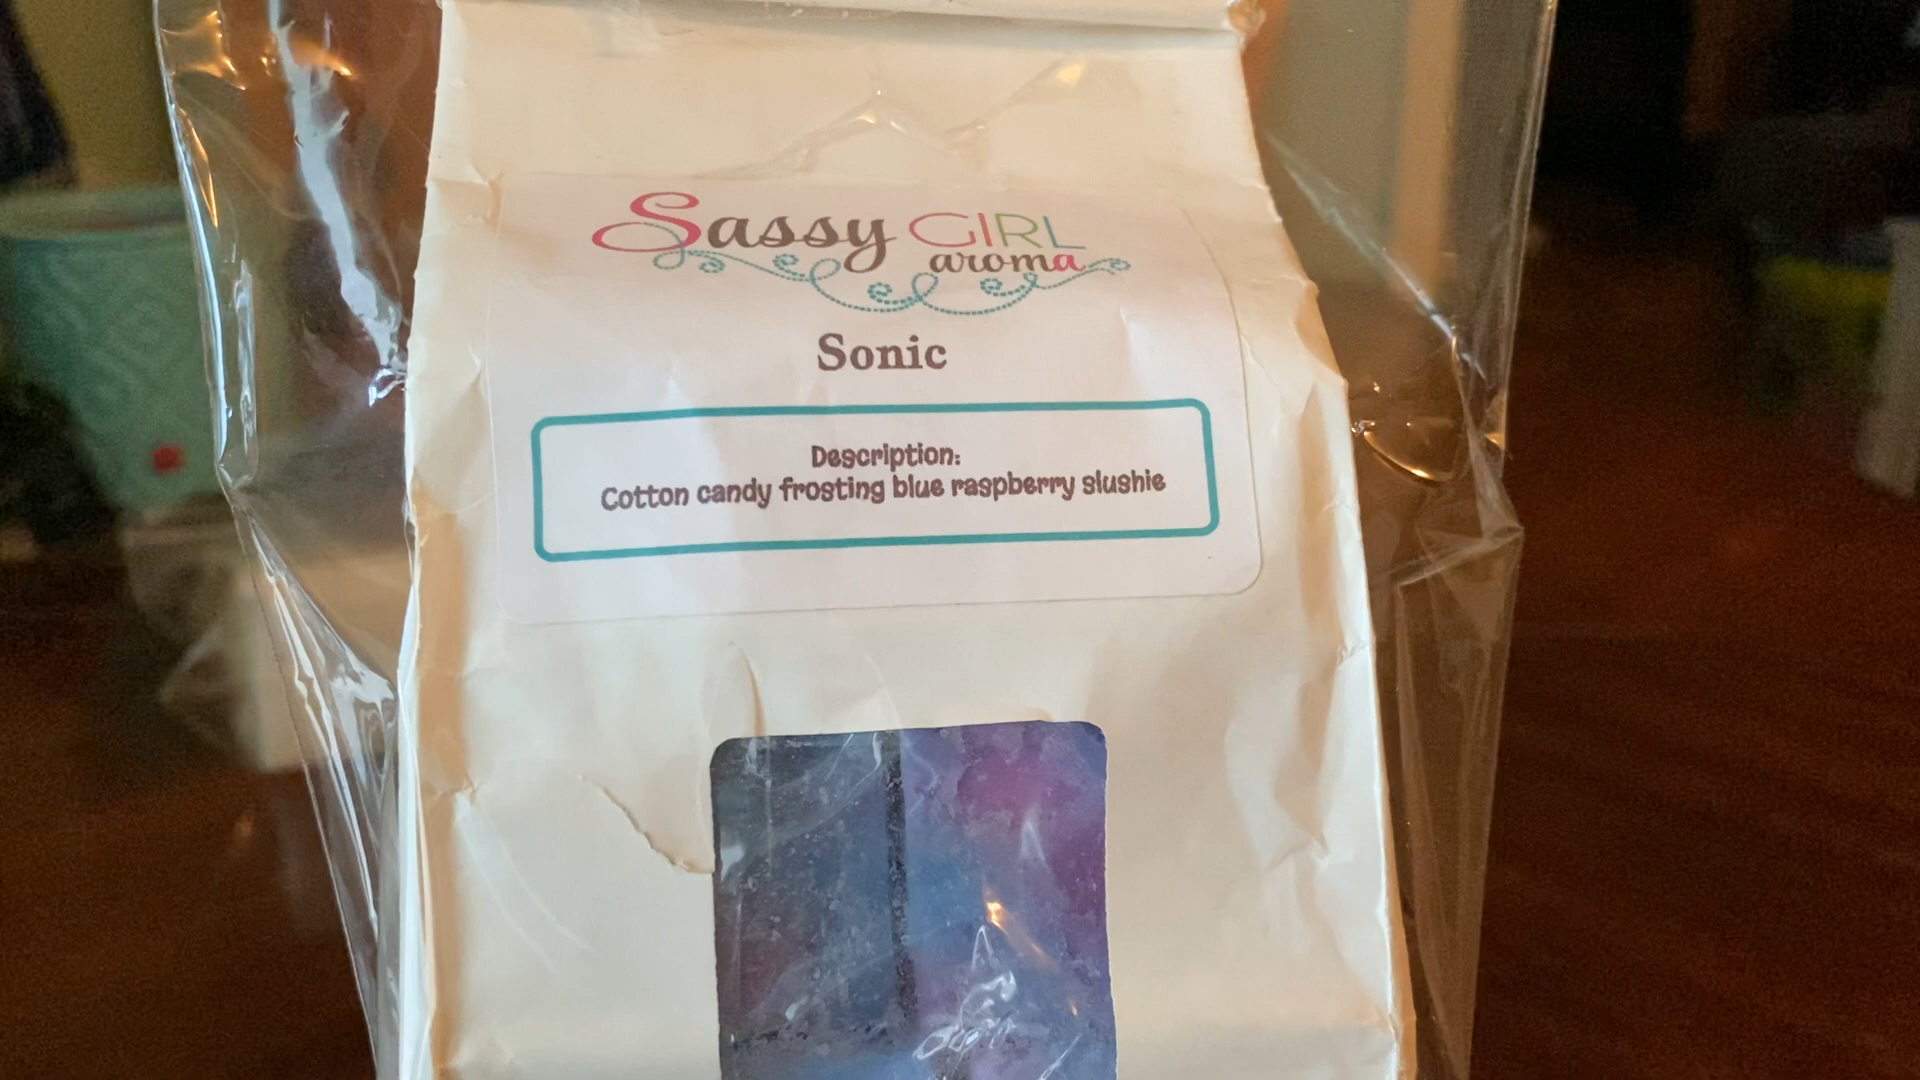 Sassy GIRL
aroma
Sonic
Description:
Cotton candy frosting blue raspberry slushie